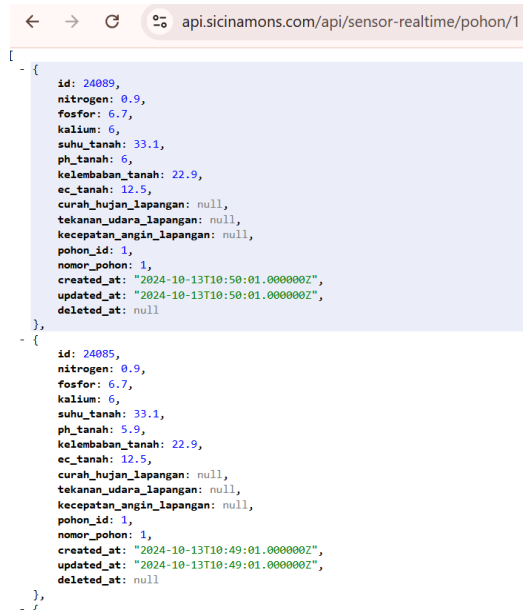 api.sicinamons.com/api/sensor-realtime/pohon/1
[
- {
id: 24089,
nitrogen: 0.9,
fosfor: 6.7,
kalium: 6,
suhu_tanah: 33.1,
ph_tanah: 6,
kelembaban_tanah: 22.9,
ec_tanah: 12.5,
curah_hujan_lapangan: null,
tekanan_udara_lapangan: null,
kecepatan_angin_lapangan: null,
pohon_id: 1,
nomor_pohon: 1,
created_at: "2024-10-13T10:50:01.000000Z",
updated_at: "2024-10-13T10:50:01.000000Z",
deleted_at: null
},
- {
id: 24085,
nitrogen: 0.9,
fosfor: 6.7,
kalium: 6,
suhu_tanah: 33.1,
ph_tanah: 5.9,
kelembaban_tanah: 22.9,
ec_tanah: 12.5,
curah_hujan_lapangan: null,
tekanan_udara_lapangan: null,
kecepatan_angin_lapangan: null,
pohon_id: 1,
nomor_pohon: 1,
created_at: "2024-10-13T10:49:01.000000Z",
updated_at: "2024-10-13T10:49:01.000000Z",
deleted_at: null
},
- {